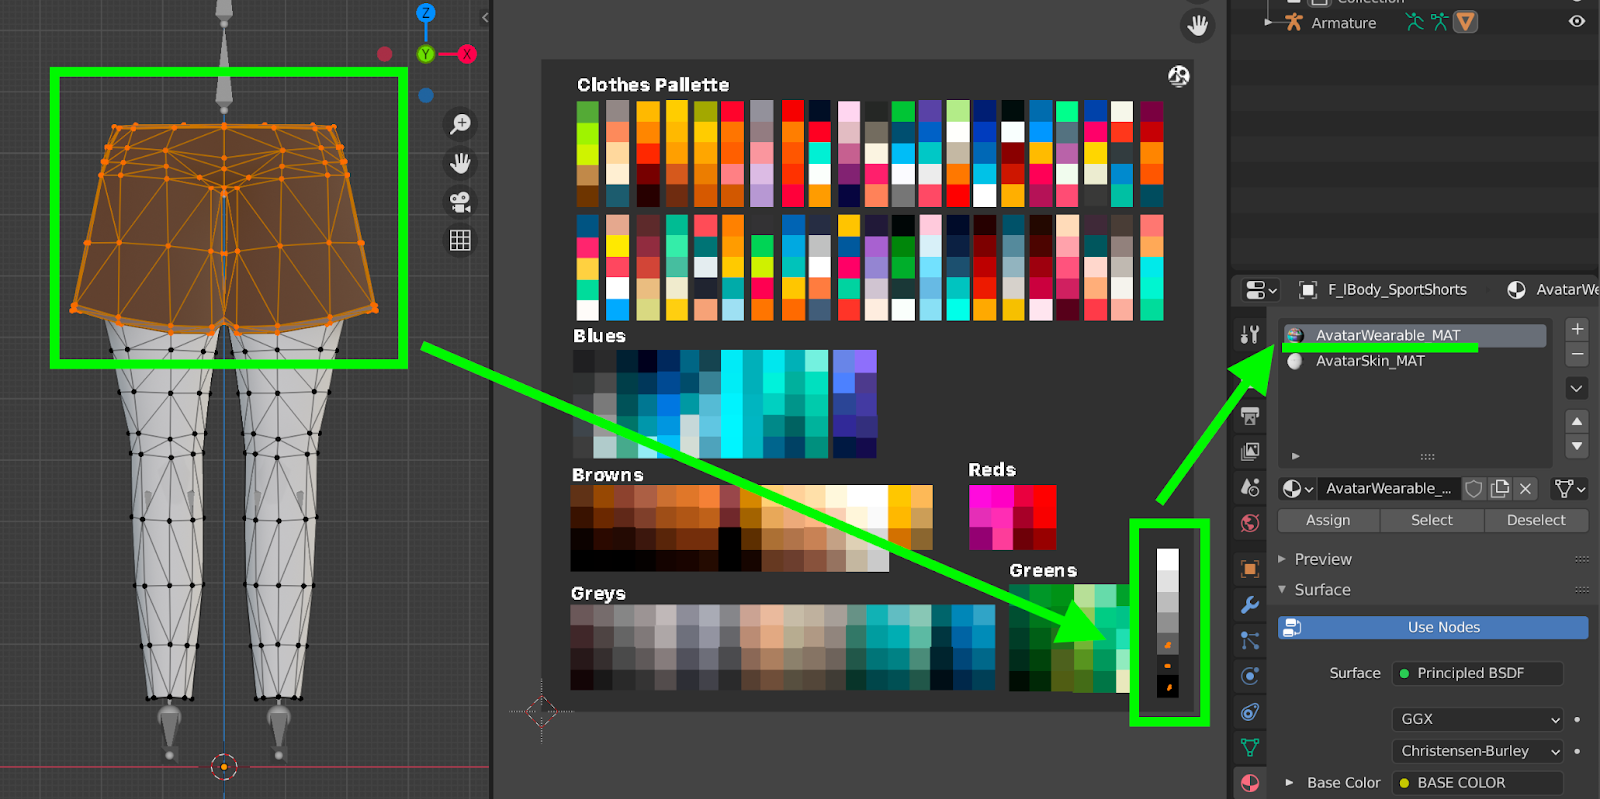 Z
Y
X
Clothes Pallette
Blues
Browns
Reds
Greens
Greys
Collection
Armature
F_lBody_SportShorts
AvatarWe
AvatarWearable_MAT
AvatarSkin_MAT
AvatarWearable_...
Assign
Select
Deselect
Preview
Surface
Use Nodes
Surface
Principled BSDF
GGX
Christensen-Burley
Base Color
BASE COLOR